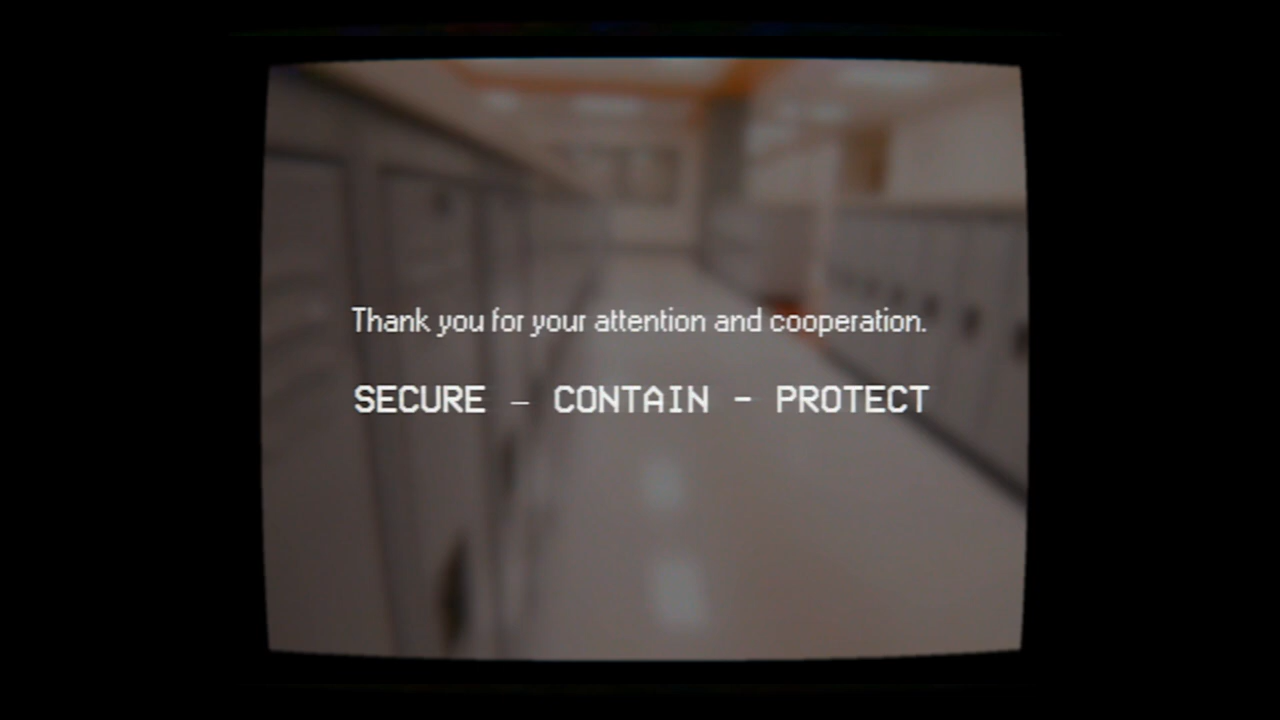 Thank you for your attention and cooperation.
SECURE – CONTAIN - PROTECT